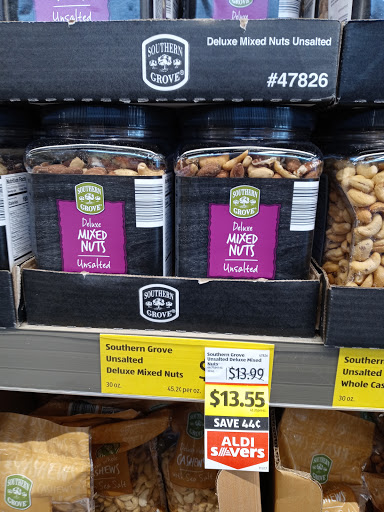 Unsalted
Unsalted
SOUTHERN
GROVE
Deluxe Mixed Nuts Unsalted
#47826
SOUTHERN
GROVE
Deluxe
MIXED
NUTS
Unsalted
SOUTHERN
GROVE
Deluxe
MIXED
NUTS
Unsalted
SOUTHERN
GROVE
Southern Grove
Unsalted
Deluxe Mixed Nuts
30 oz.
45.2¢ per oz.
Southern Grove
Unsalted Deluxe Mixed
Nuts
$13.99
$13.55
SAVE 44¢
ALDI
SAVERS
Southern
Unsalted
Whole Cas
30 oz.
SOUTHERN
GROVE